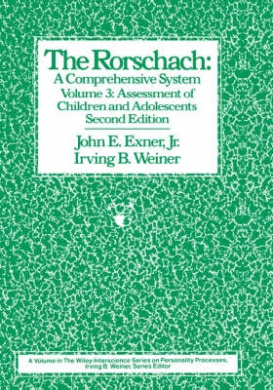 The Rorschach:
A Comprehensive System
Volume 3: Assessment of
Children and Adolescents
Second Edition
John E. Exner, Jr.
Irving B. Weiner
A Volume in The Wiley-Interscience Series on Personality Processes,
Irving B. Weiner, Series Editor